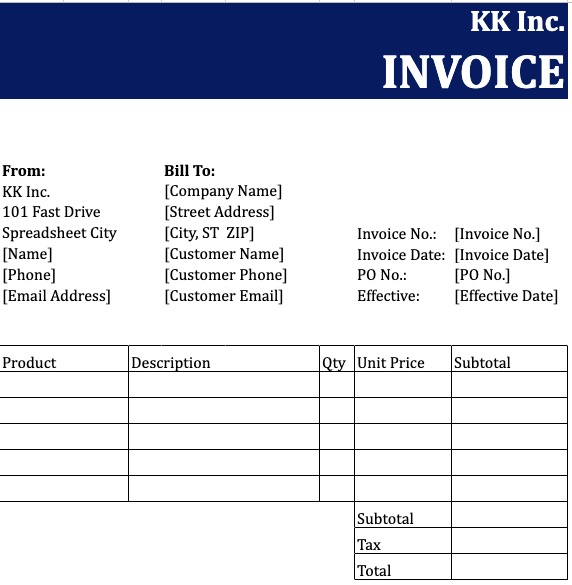 KK Inc.
INVOICE
From:
KK Inc.
101 Fast Drive
Spreadsheet City
[Name]
[Phone]
[Email Address]
Bill To:
[Company Name]
[Street Address]
[City, ST  ZIP]
[Customer Name]
[Customer Phone]
[Customer Email]
Invoice No.: [Invoice No.]
Invoice Date: [Invoice Date]
PO No.: [PO No.]
Effective: [Effective Date]
Product Description Qty Unit Price Subtotal
Subtotal
Tax
Total